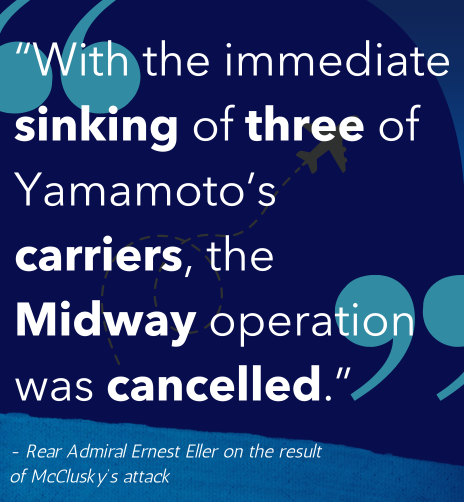 “With the immediate
sinking of three of
Yamamoto’s
carriers, the
Midway operation
was cancelled.”
- Rear Admiral Ernest Eller on the result
of McClusky's attack